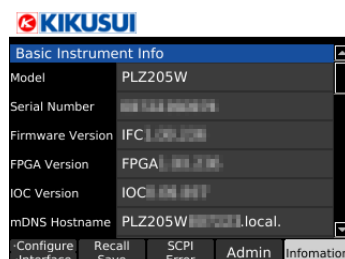 KIKUSUI
Basic Instrument Info
Model PLZ205W
Serial Number
Firmware Version IFC
FPGA Version FPGA
IOC Version IOC
mDNS Hostname PLZ205W .local.
Configure Recall SCPI Admin Infomation
Interface Save Error